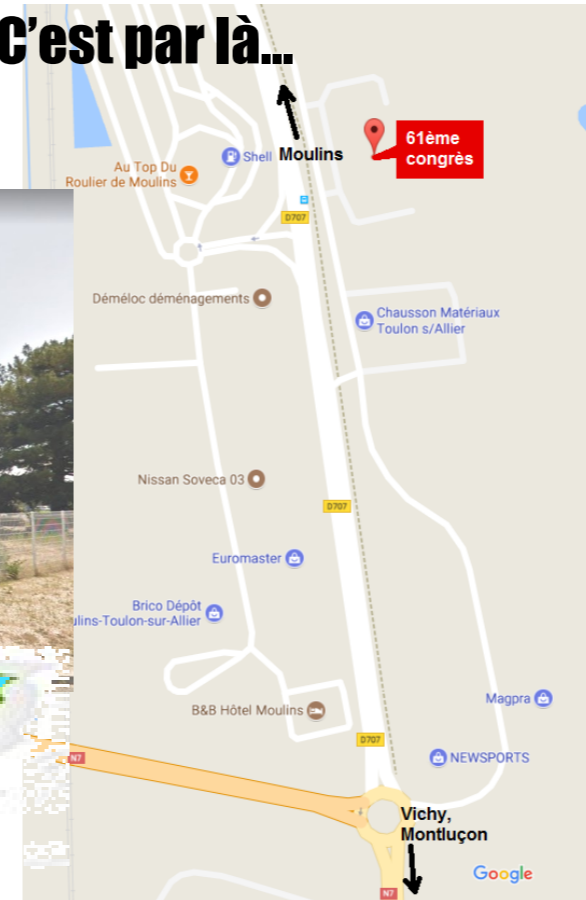 C'est par là...
61ème
congrès
Shell
Moulins
Au Top Du
Roulier de Moulins
D707
Déméloc déménagements
Chausson Matériaux
Toulon s/Allier
Nissan Soveca 03
D707
Euromaster
Brico Dépôt
ulins-Toulon-sur-Allier
B&B Hôtel Moulins
Magpra
D707
NEWSPORTS
N7
Vichy,
Montluçon
Google
N7